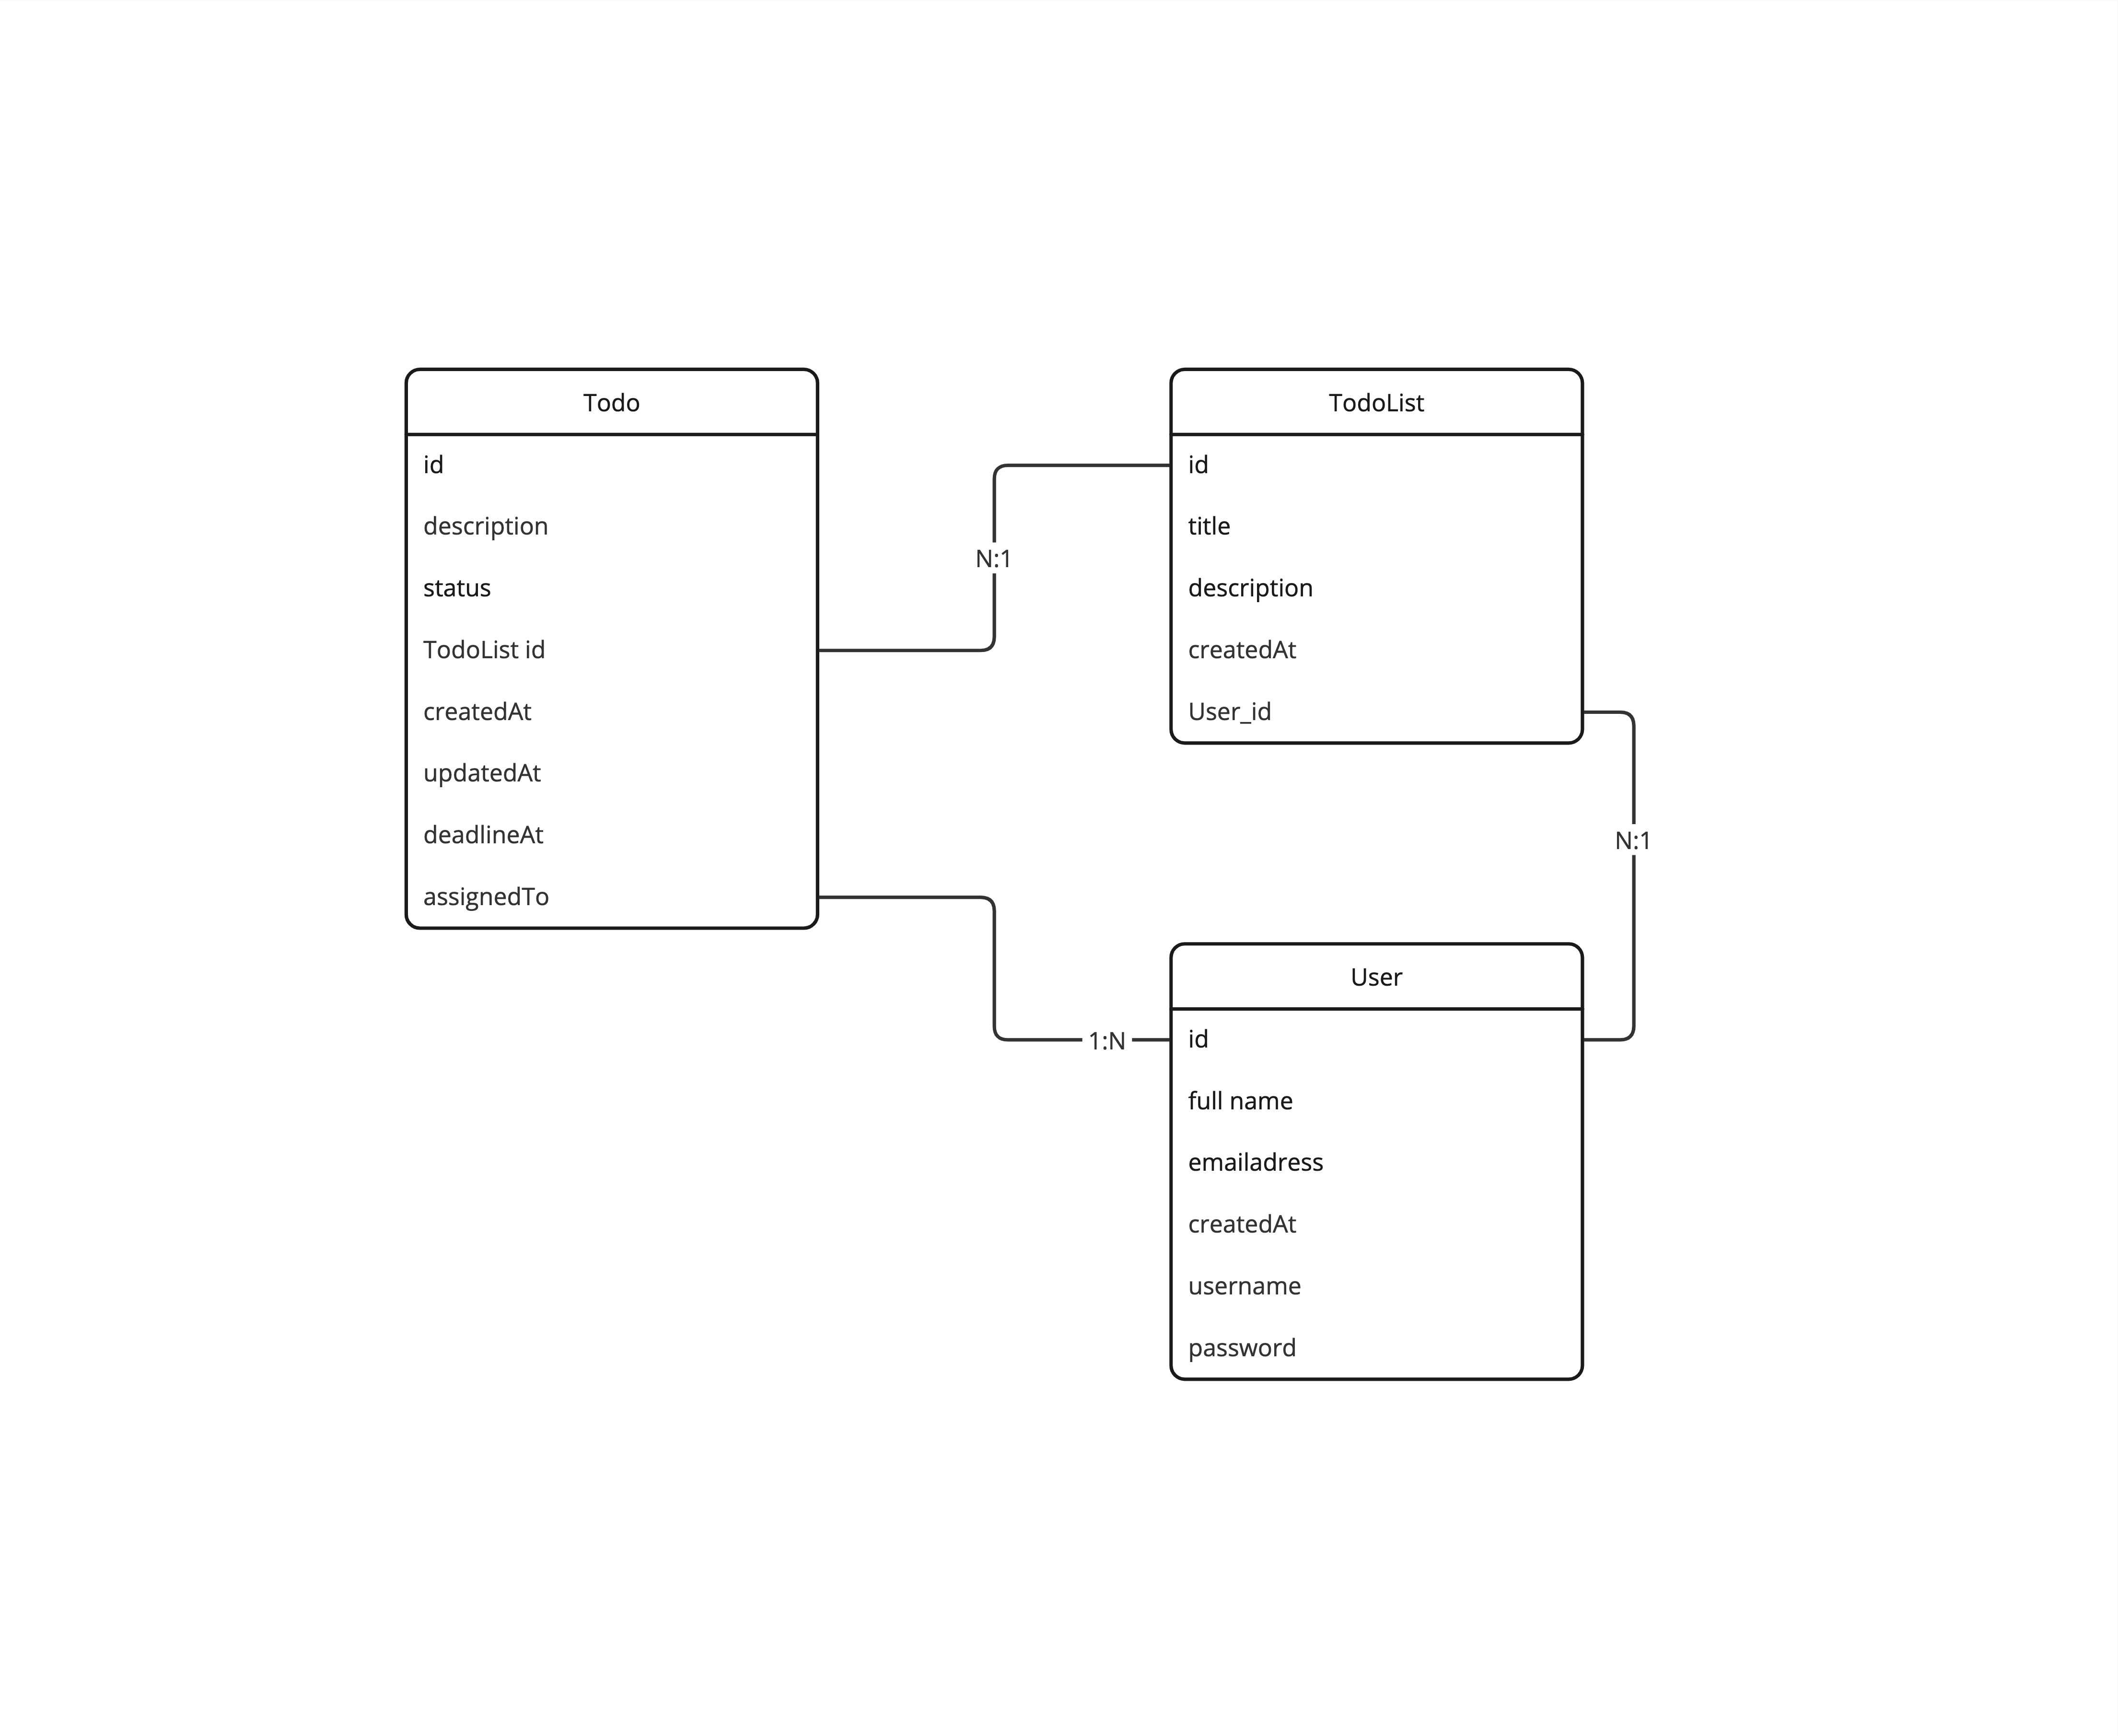 Todo
id
description
status
TodoList id
createdAt
updatedAt
deadlineAt
assignedTo
N:1
TodoList
id
title
description
createdAt
User_id
N:1
1:N
User
id
full name
emailadress
createdAt
username
password